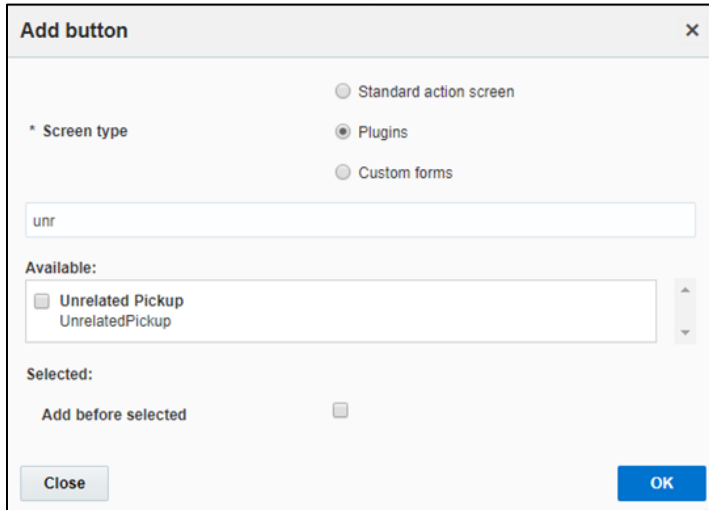 Add button
Standard action screen
* Screen type
Plugins
Custom forms
unr
Available:
Unrelated Pickup
UnrelatedPickup
Selected:
Add before selected
Close
OK